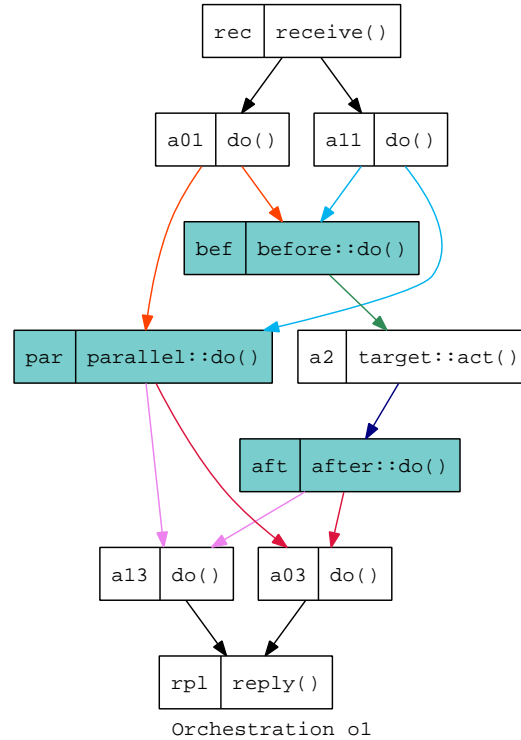 rec receive()
a01 do() a11 do()
bef before::do()
par parallel::do() a2 target::act()
aft after::do()
a13 do() a03 do()
rpl reply()
Orchestration o1